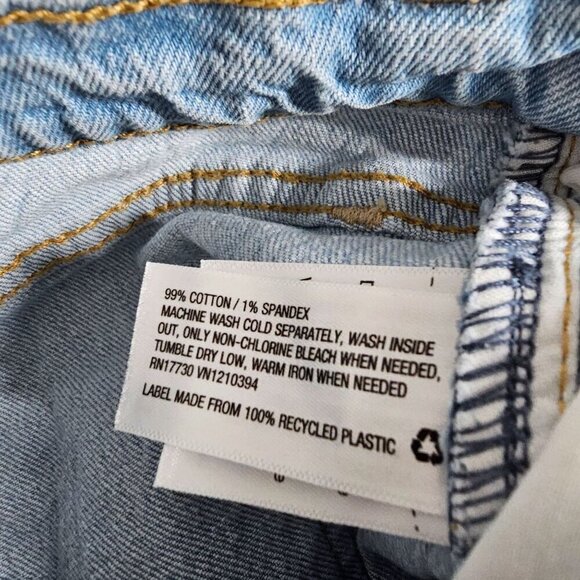 99% COTTON / 1% SPANDEX
MACHINE WASH COLD SEPARATELY, WASH INSIDE
OUT, ONLY NON-CHLORINE BLEACH WHEN NEEDED,
TUMBLE DRY LOW, WARM IRON WHEN NEEDED
RN17730 VN1210394
LABEL MADE FROM 100% RECYCLED PLASTIC